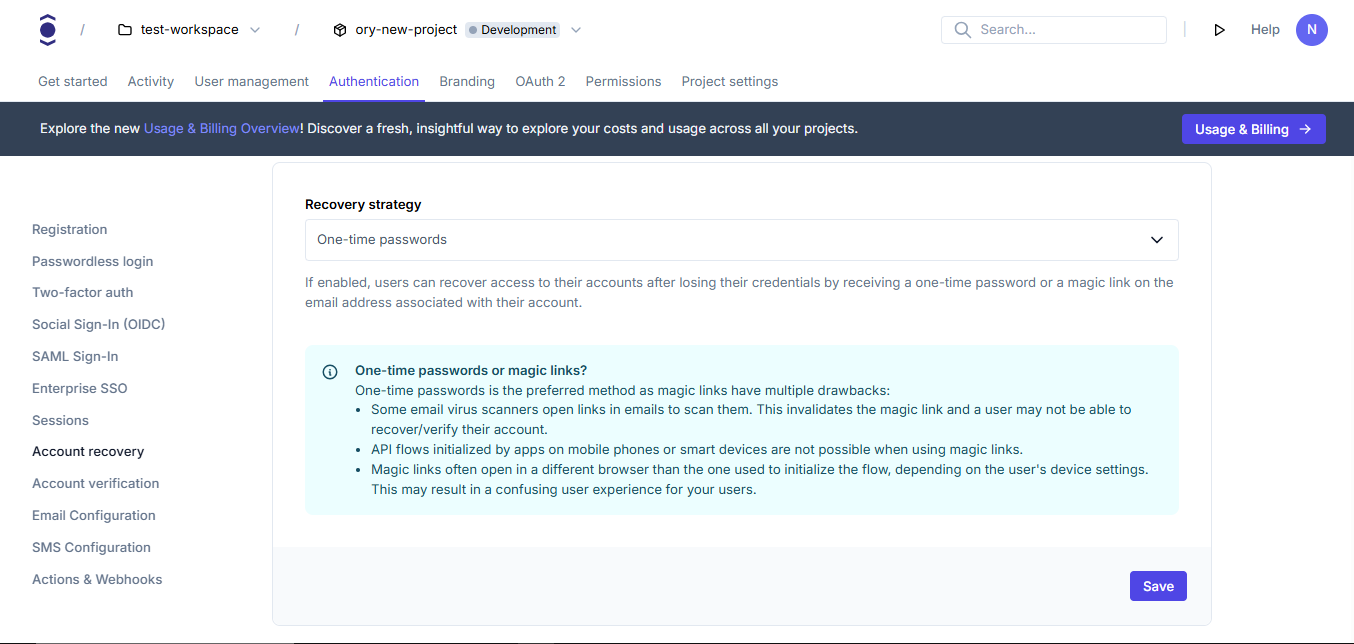 / test-workspace / ory-new-project Development Search... Help N
Get started Activity User management Authentication Branding OAuth 2 Permissions Project settings
Explore the new Usage & Billing Overview! Discover a fresh, insightful way to explore your costs and usage across all your projects. Usage & Billing →
Registration
Passwordless login
Two-factor auth
Social Sign-In (OIDC)
SAML Sign-In
Enterprise SSO
Sessions
Account recovery
Account verification
Email Configuration
SMS Configuration
Actions & Webhooks
Recovery strategy
One-time passwords
If enabled, users can recover access to their accounts after losing their credentials by receiving a one-time password or a magic link on the
email address associated with their account.
One-time passwords or magic links?
One-time passwords is the preferred method as magic links have multiple drawbacks:
• Some email virus scanners open links in emails to scan them. This invalidates the magic link and a user may not be able to
recover/verify their account.
• API flows initialized by apps on mobile phones or smart devices are not possible when using magic links.
• Magic links often open in a different browser than the one used to initialize the flow, depending on the user's device settings.
This may result in a confusing user experience for your users.
Save